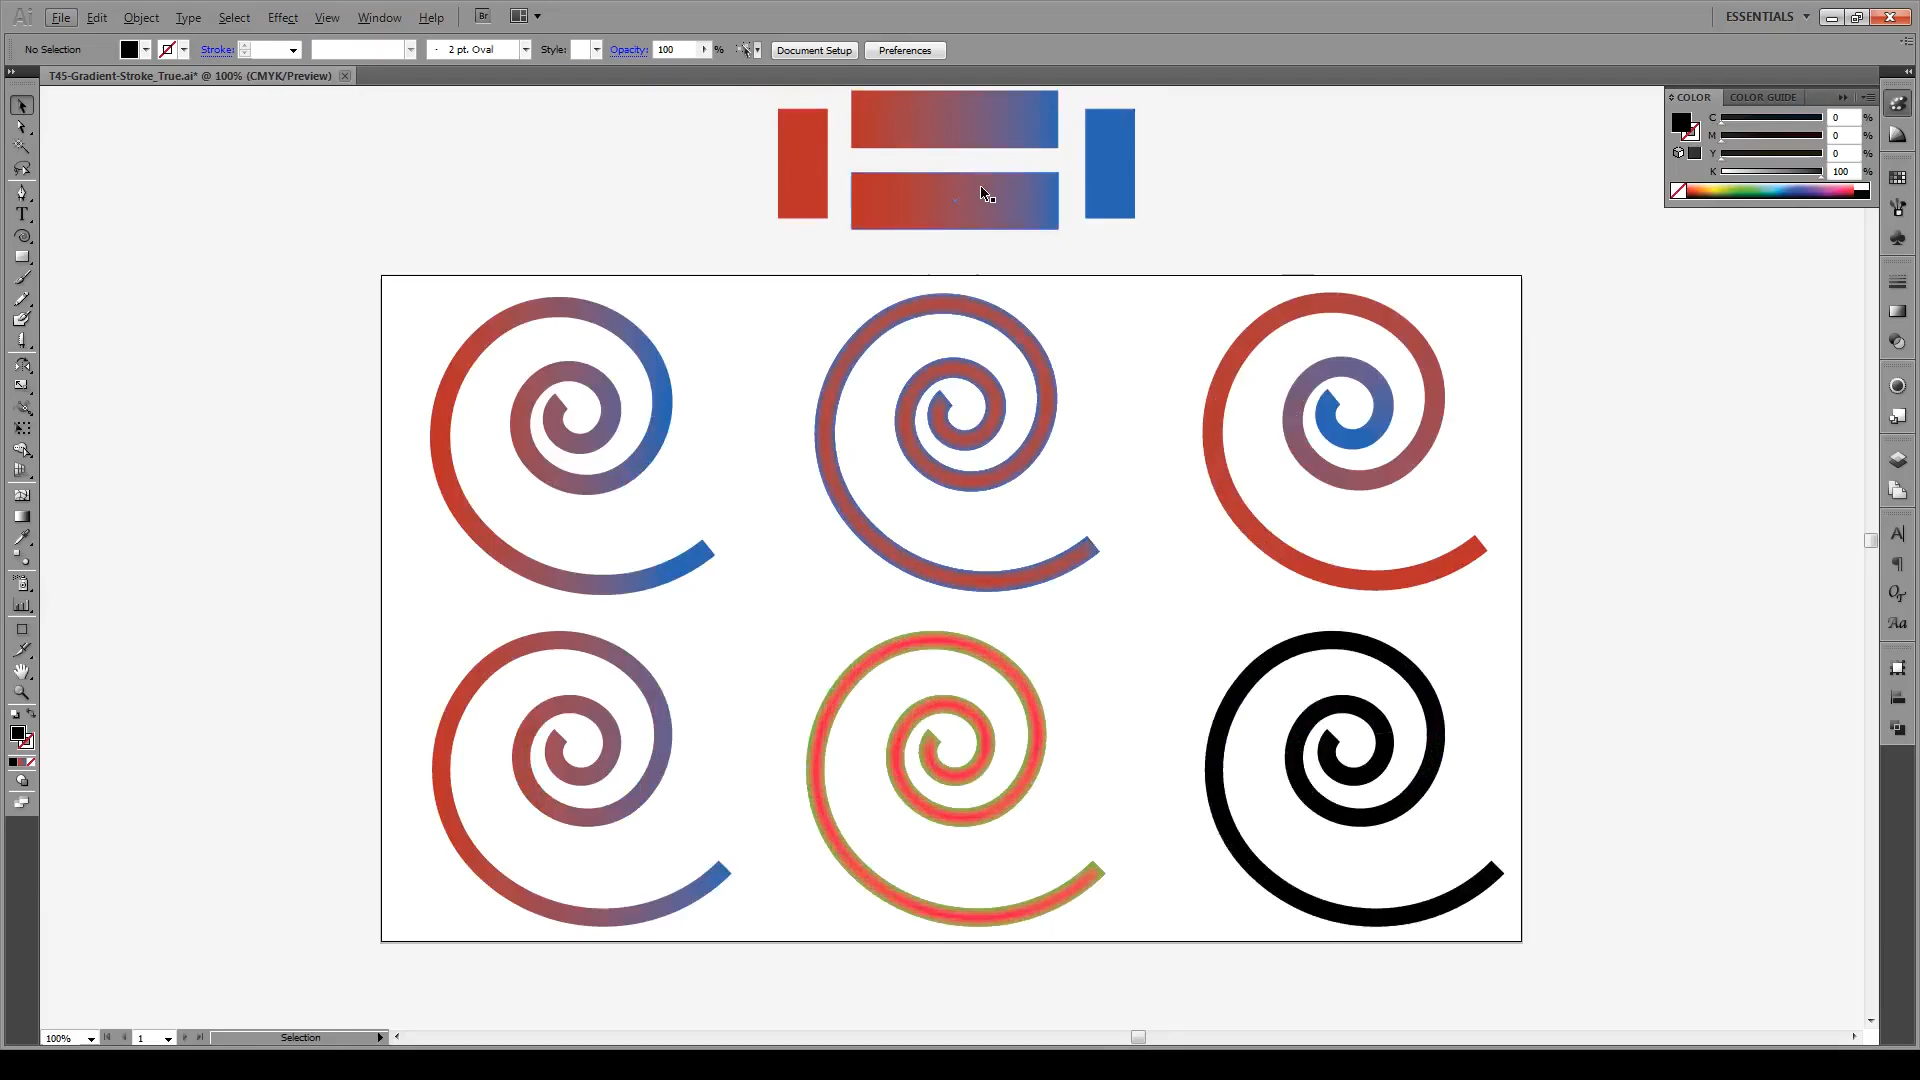 Ai File Edit Object Type Select Effect View Window Help Br ESSENTIALS
No Selection Stroke: 2 pt. Oval Style: Opacity: 100 % Document Setup Preferences
T45-Gradient-Stroke_True.ai* @ 100% (CMYK/Preview)
COLOR COLOR GUIDE
C 0 %
M 0 %
Y 0 %
K 100 %
T
A
Aa
100% 1 Selection